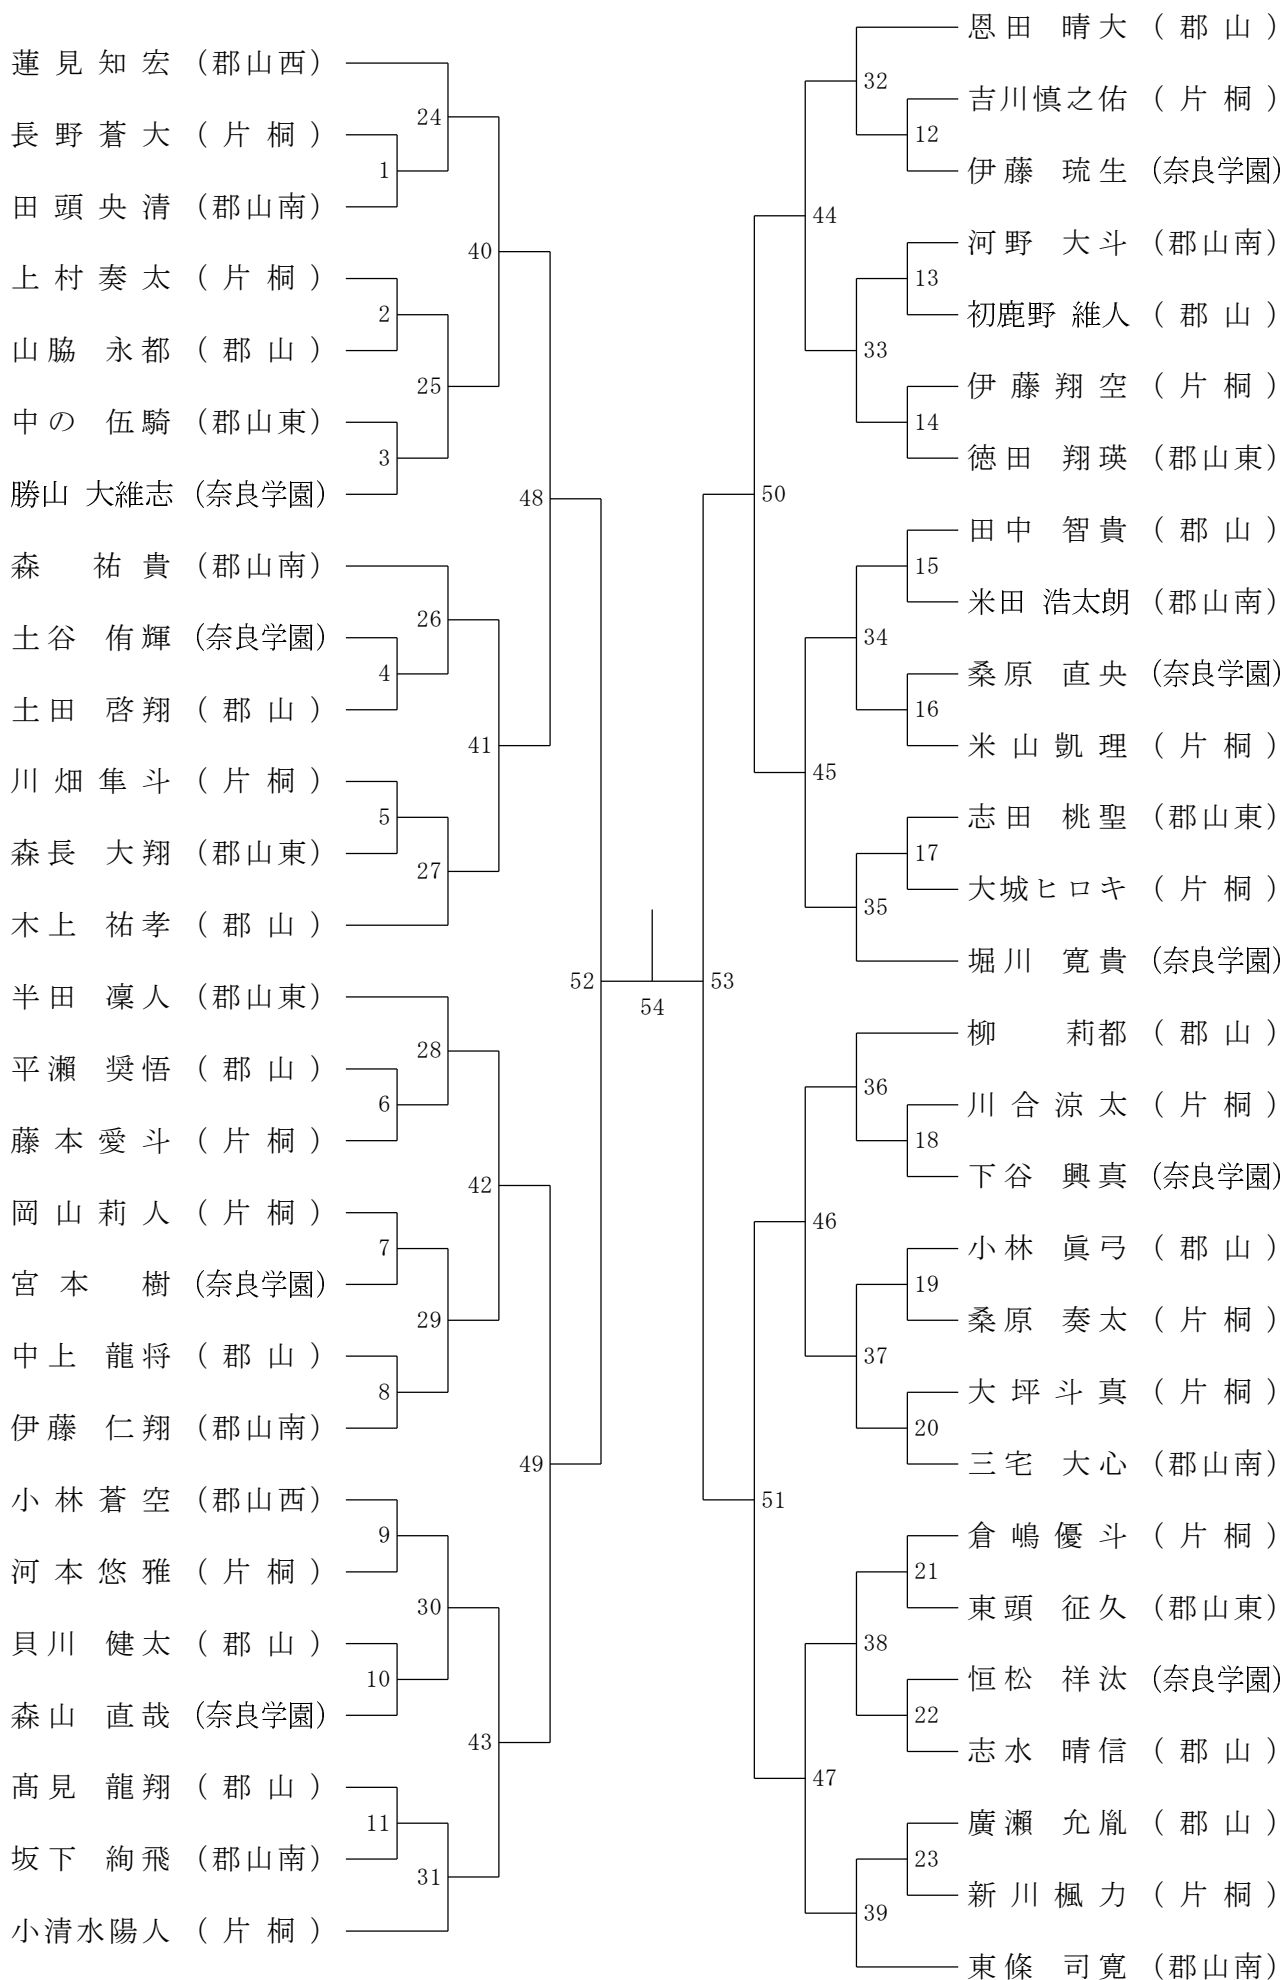 蓮見知宏 (郡山西)
24
長野蒼大 (片桐)
1
田頭央清 (郡山南)
40
上村奏太 (片桐)
2
山脇 永都 (郡山)
25
中の 伍騎 (郡山東)
3
勝山 大維志 (奈良学園)
48
森 祐貴 (郡山南)
26
土谷 侑輝 (奈良学園)
4
土田 啓翔 (郡山)
41
川畑隼斗 (片桐)
5
森長 大翔 (郡山東)
27
木上 祐孝 (郡山)
52
半田 凜人 (郡山東)
28
平瀨 奨悟 (郡山)
6
藤本愛斗 (片桐)
42
岡山莉人 (片桐)
7
宮本 樹 (奈良学園)
29
中上 龍将 (郡山)
8
伊藤 仁翔 (郡山南)
49
小林蒼空 (郡山西)
9
河本悠雅 (片桐)
30
貝川 健太 (郡山)
10
森山 直哉 (奈良学園)
43
髙見 龍翔 (郡山)
11
坂下 絢飛 (郡山南)
31
小清水陽人 (片桐)
54
恩田 晴大 (郡山)
32
吉川慎之佑 (片桐)
12
伊藤 琉生 (奈良学園)
44
河野 大斗 (郡山南)
13
初鹿野 維人 (郡山)
33
伊藤翔空 (片桐)
14
徳田 翔瑛 (郡山東)
50
田中 智貴 (郡山)
15
米田 浩太朗 (郡山南)
34
桑原 直央 (奈良学園)
16
米山凱理 (片桐)
45
志田 桃聖 (郡山東)
17
大城ヒロキ (片桐)
35
堀川 寛貴 (奈良学園)
53
柳 莉都 (郡山)
36
川合涼太 (片桐)
18
下谷 興真 (奈良学園)
46
小林 眞弓 (郡山)
19
桑原 奏太 (片桐)
37
大坪斗真 (片桐)
20
三宅 大心 (郡山南)
51
倉嶋優斗 (片桐)
21
東頭 征久 (郡山東)
38
恒松 祥汰 (奈良学園)
22
志水 晴信 (郡山)
47
廣瀨 允胤 (郡山)
23
新川楓力 (片桐)
39
東條 司寛 (郡山南)